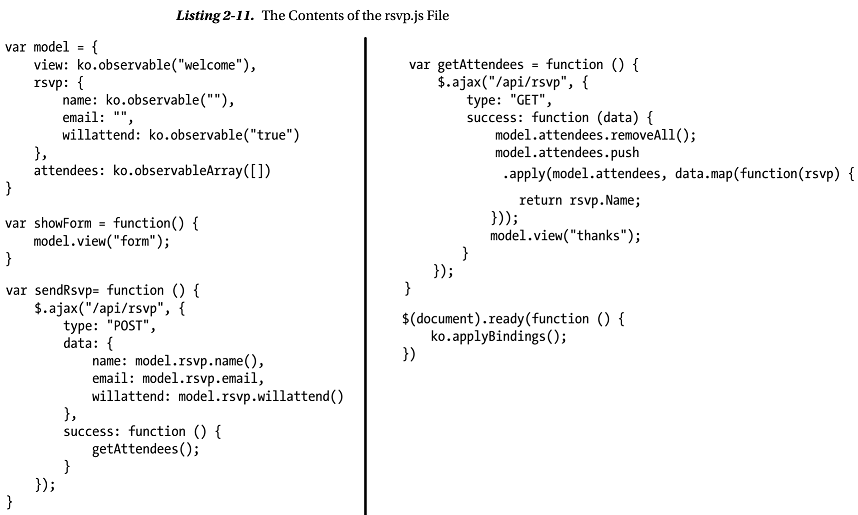 Listing 2-11. The Contents of the rsvp.js File
var model = {
    view: ko.observable("welcome"),
    rsvp: {
        name: ko.observable(""),
        email: "",
        willattend: ko.observable("true")
    },
    attendees: ko.observableArray([])
}
var showForm = function() {
    model.view("form");
}
var sendRsvp= function () {
    $.ajax("/api/rsvp", {
        type: "POST",
        data: {
            name: model.rsvp.name(),
            email: model.rsvp.email,
            willattend: model.rsvp.willattend()
        },
        success: function () {
            getAttendees();
        }
    });
}
var getAttendees = function () {
    $.ajax("/api/rsvp", {
        type: "GET",
        success: function (data) {
            model.attendees.removeAll();
            model.attendees.push
             .apply(model.attendees, data.map(function(rsvp) {
                return rsvp.Name;
            }));
            model.view("thanks");
        }
    });
}
$(document).ready(function () {
    ko.applyBindings();
})